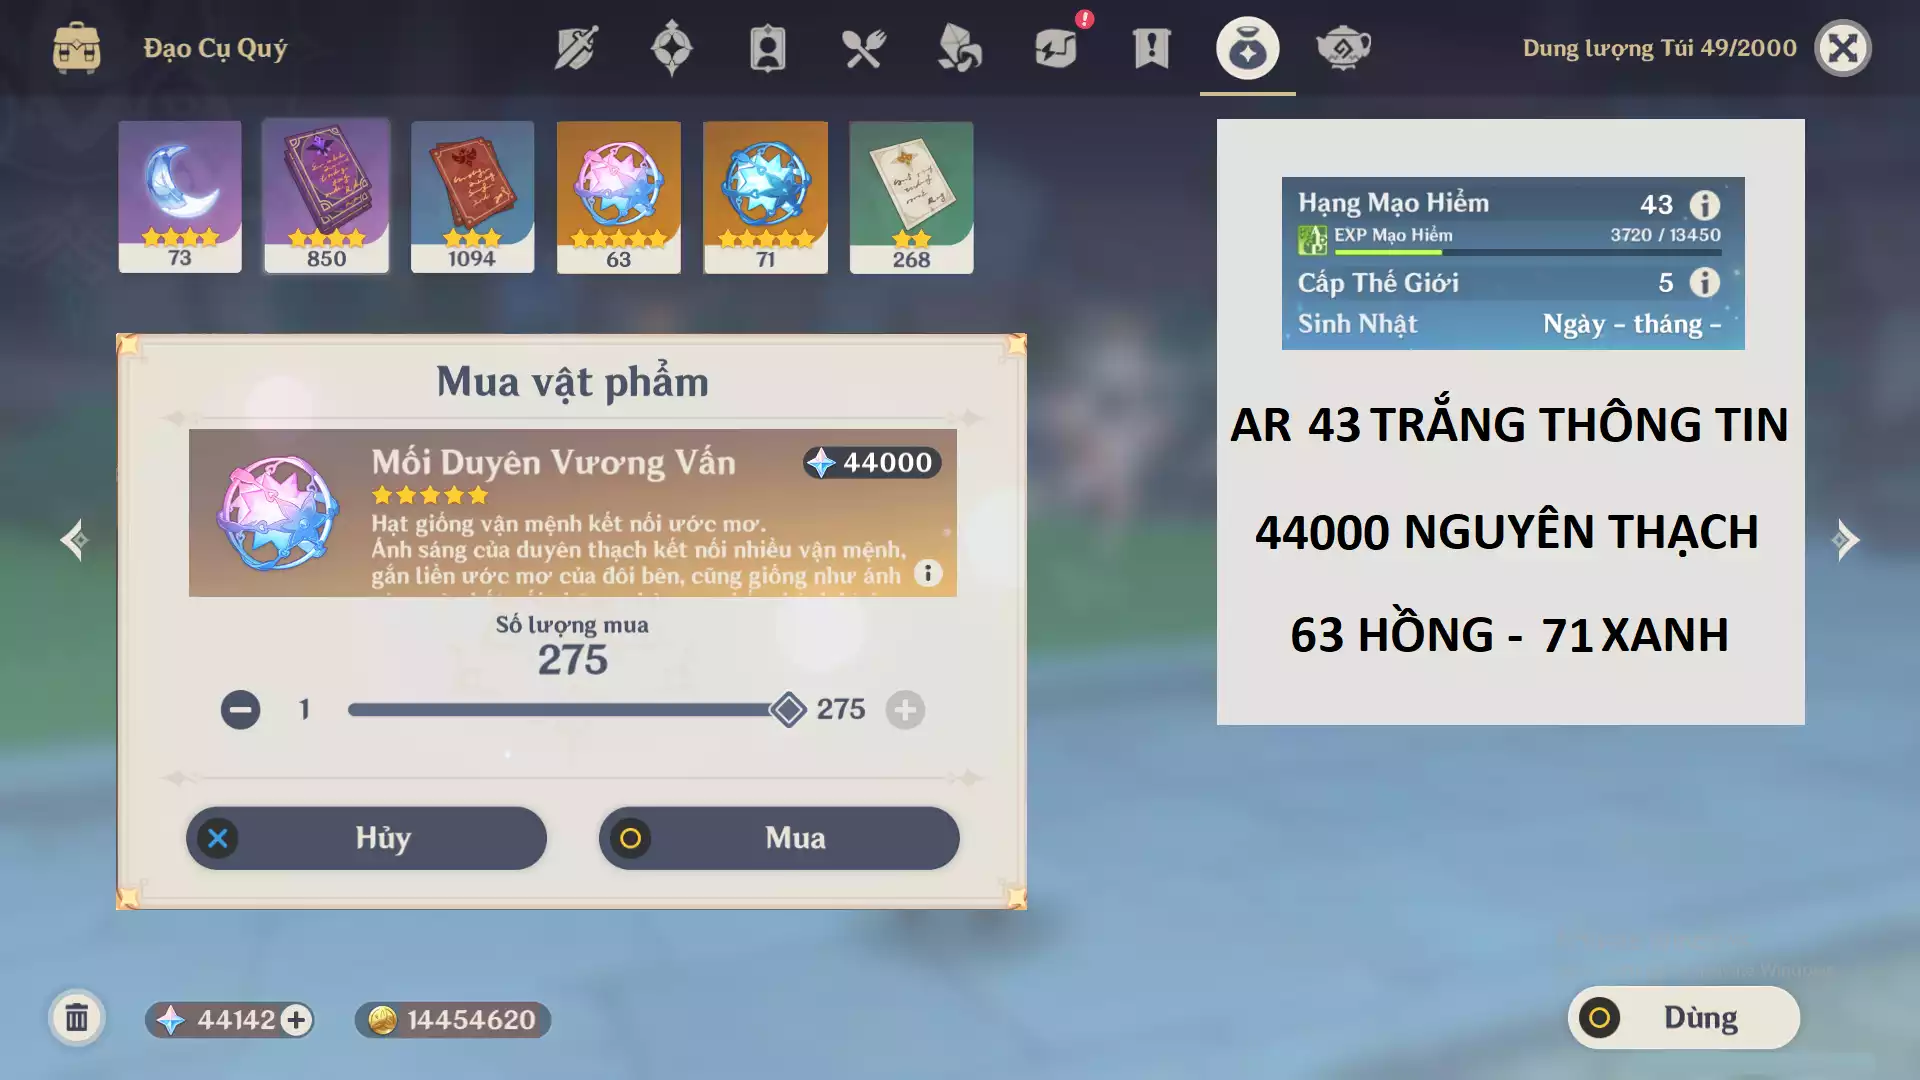 Đạo Cụ Quý
Dung lượng Túi 49/2000
73
850
1094
63
71
268
Mua vật phẩm
Mối Duyên Vương Vấn
44000
Hạt giống vận mệnh kết nối ước mơ.
Ánh sáng của duyên thạch kết nối nhiều vận mệnh,
gắn liền ước mơ của đôi bên, cũng giống như ánh
Số lượng mua
275
1
275
Hủy
Mua
Hạng Mạo Hiểm
43
EXP Mạo Hiểm
3720 / 13450
Cấp Thế Giới
5
Sinh Nhật
Ngày - tháng -
AR 43 TRẮNG THÔNG TIN
44000 NGUYÊN THẠCH
63 HỒNG - 71 XANH
44142
14454620
Dùng